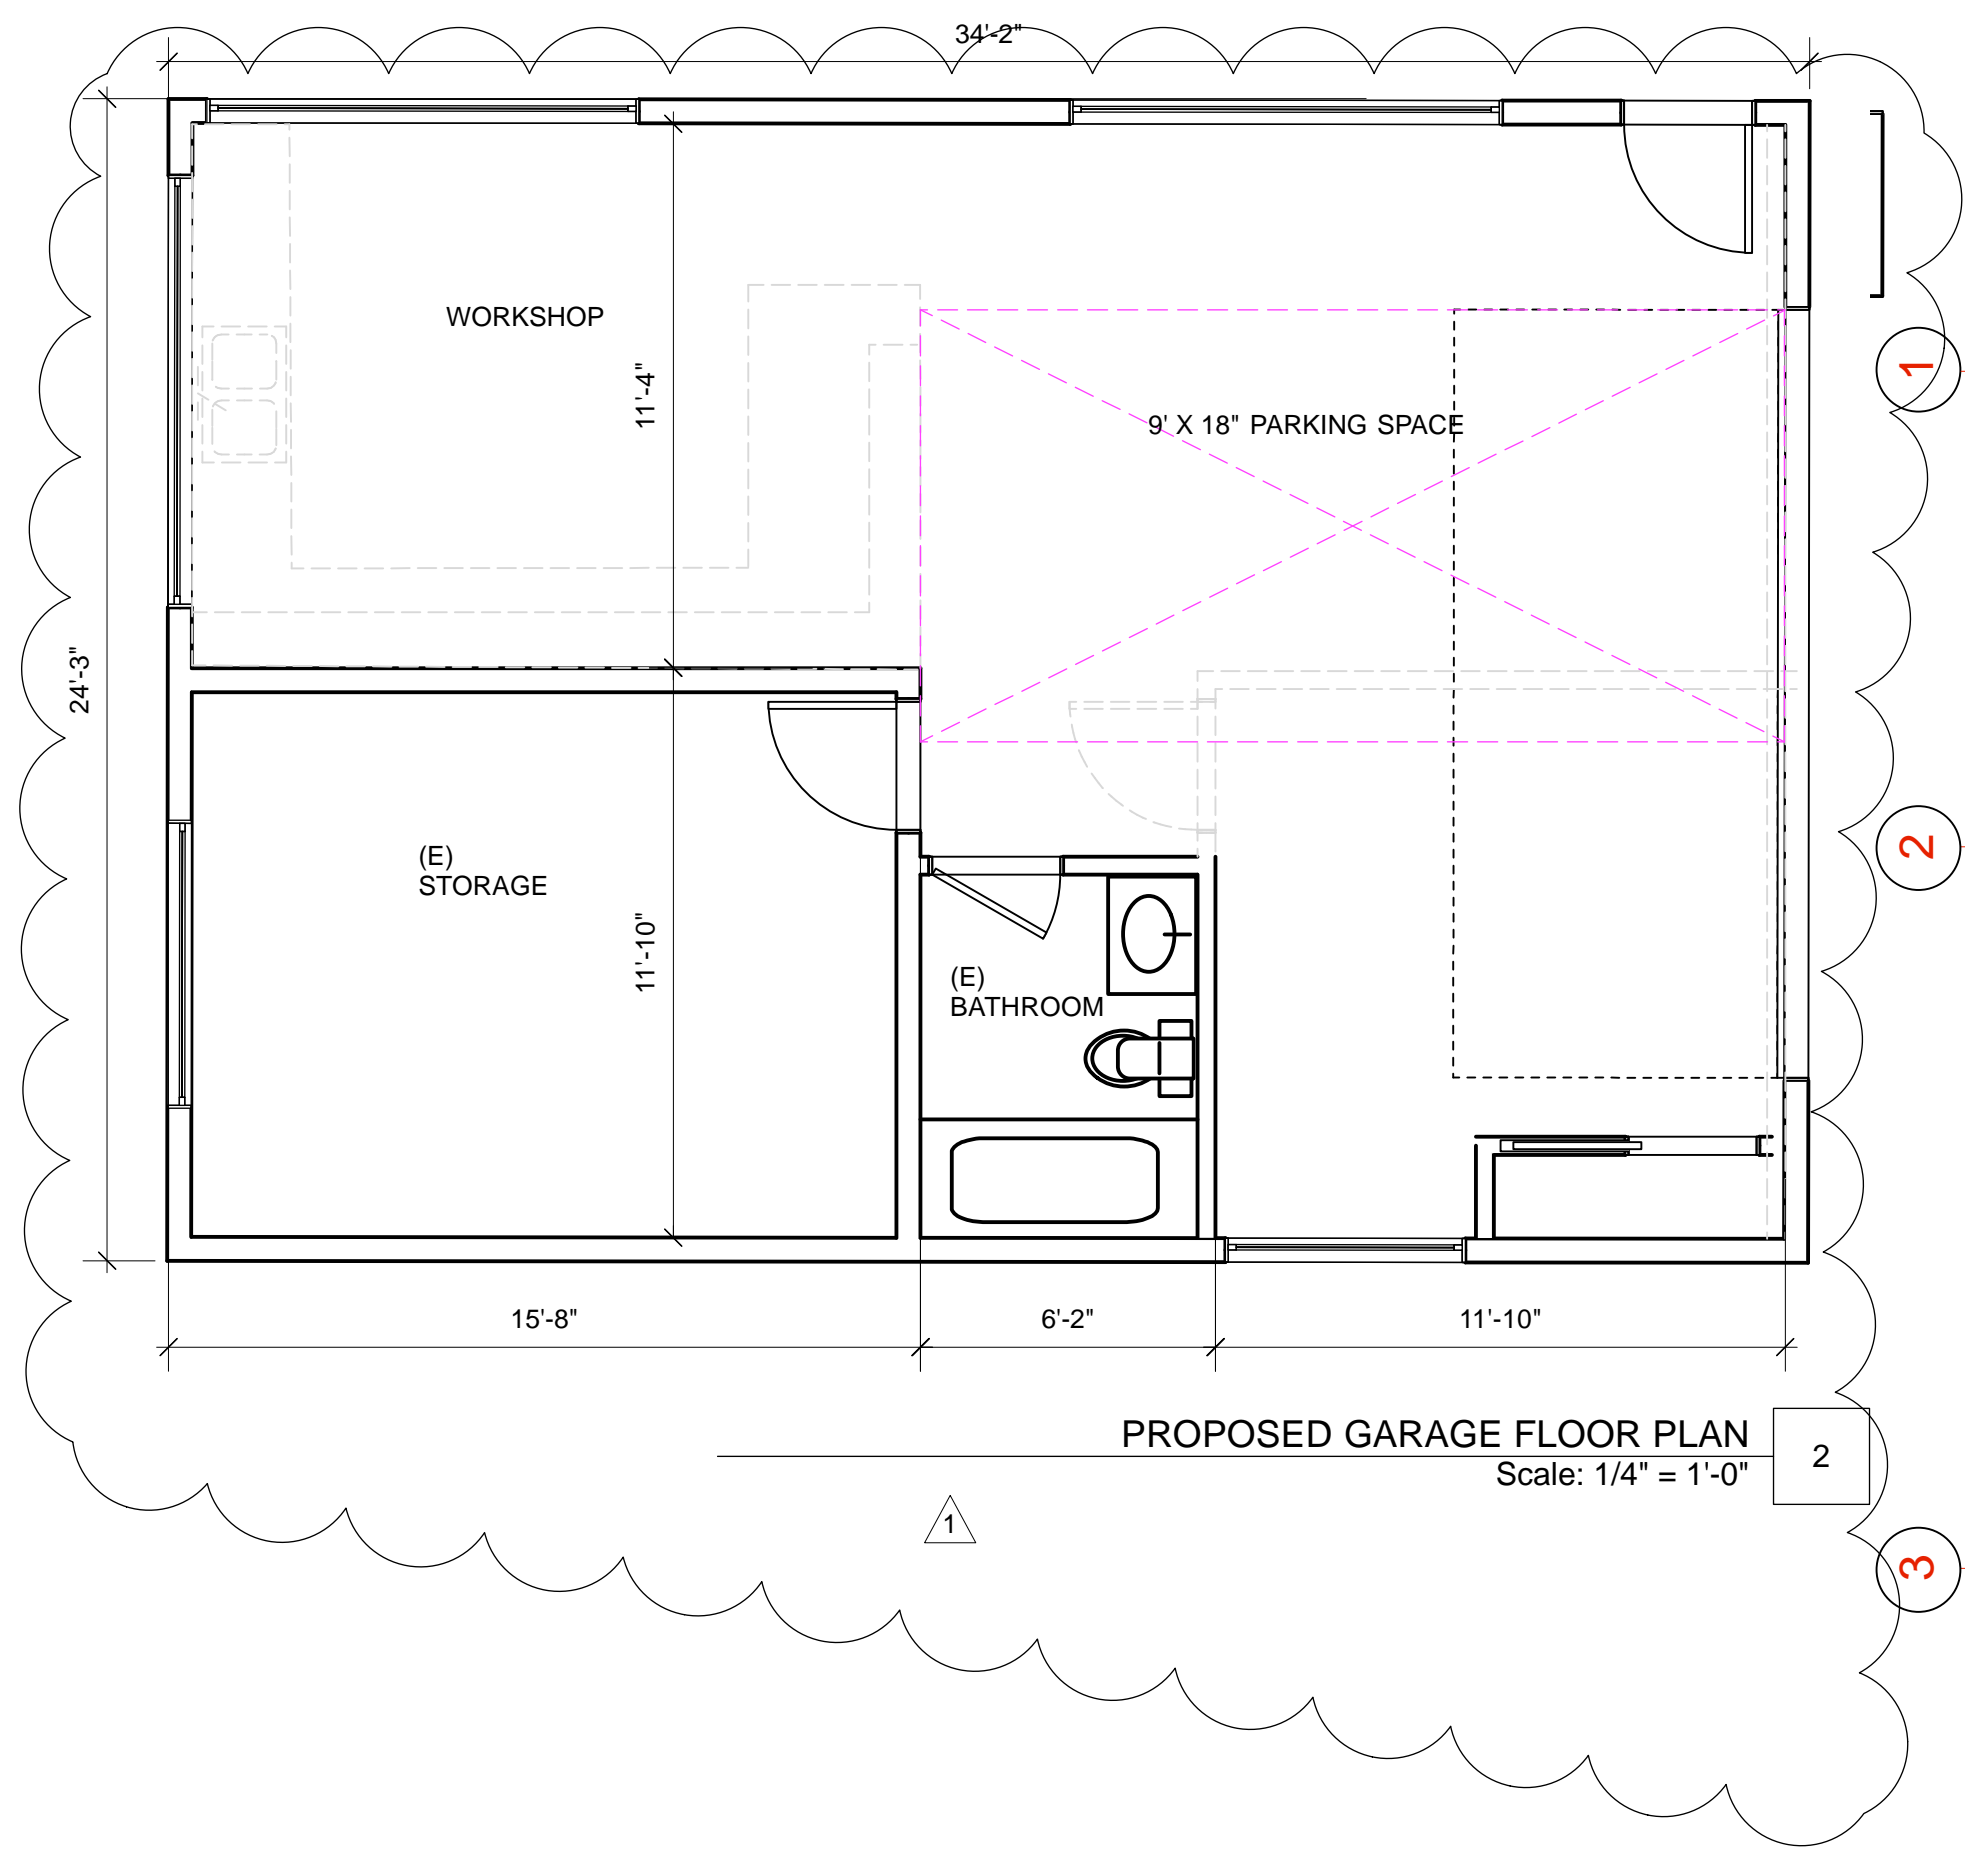 34'-2"
WORKSHOP
11'-4"
9' X 18" PARKING SPACE
1
24'-3"
2
(E)
STORAGE
11'-10"
(E)
BATHROOM
15'-8"
6'-2"
11'-10"
PROPOSED GARAGE FLOOR PLAN
Scale: 1/4" = 1'-0"
2
1
3